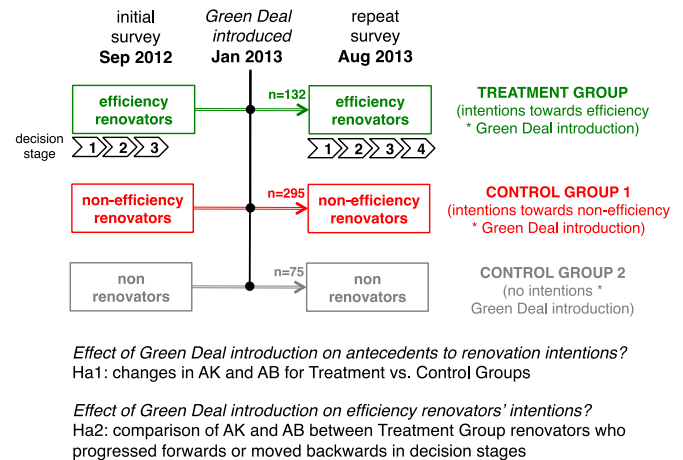 initial
survey
Sep 2012
Green Deal
introduced
Jan 2013
repeat
survey
Aug 2013
efficiency
renovators
n=132
efficiency
renovators
TREATMENT GROUP
(intentions towards efficiency
* Green Deal introduction)
decision
stage
1 2 3
1 2 3 4
non-efficiency
renovators
n=295
non-efficiency
renovators
CONTROL GROUP 1
(intentions towards non-efficiency
* Green Deal introduction)
non
renovators
n=75
non
renovators
CONTROL GROUP 2
(no intentions *
Green Deal introduction)
Effect of Green Deal introduction on antecedents to renovation intentions?
Ha1: changes in AK and AB for Treatment vs. Control Groups
Effect of Green Deal introduction on efficiency renovators' intentions?
Ha2: comparison of AK and AB between Treatment Group renovators who
progressed forwards or moved backwards in decision stages